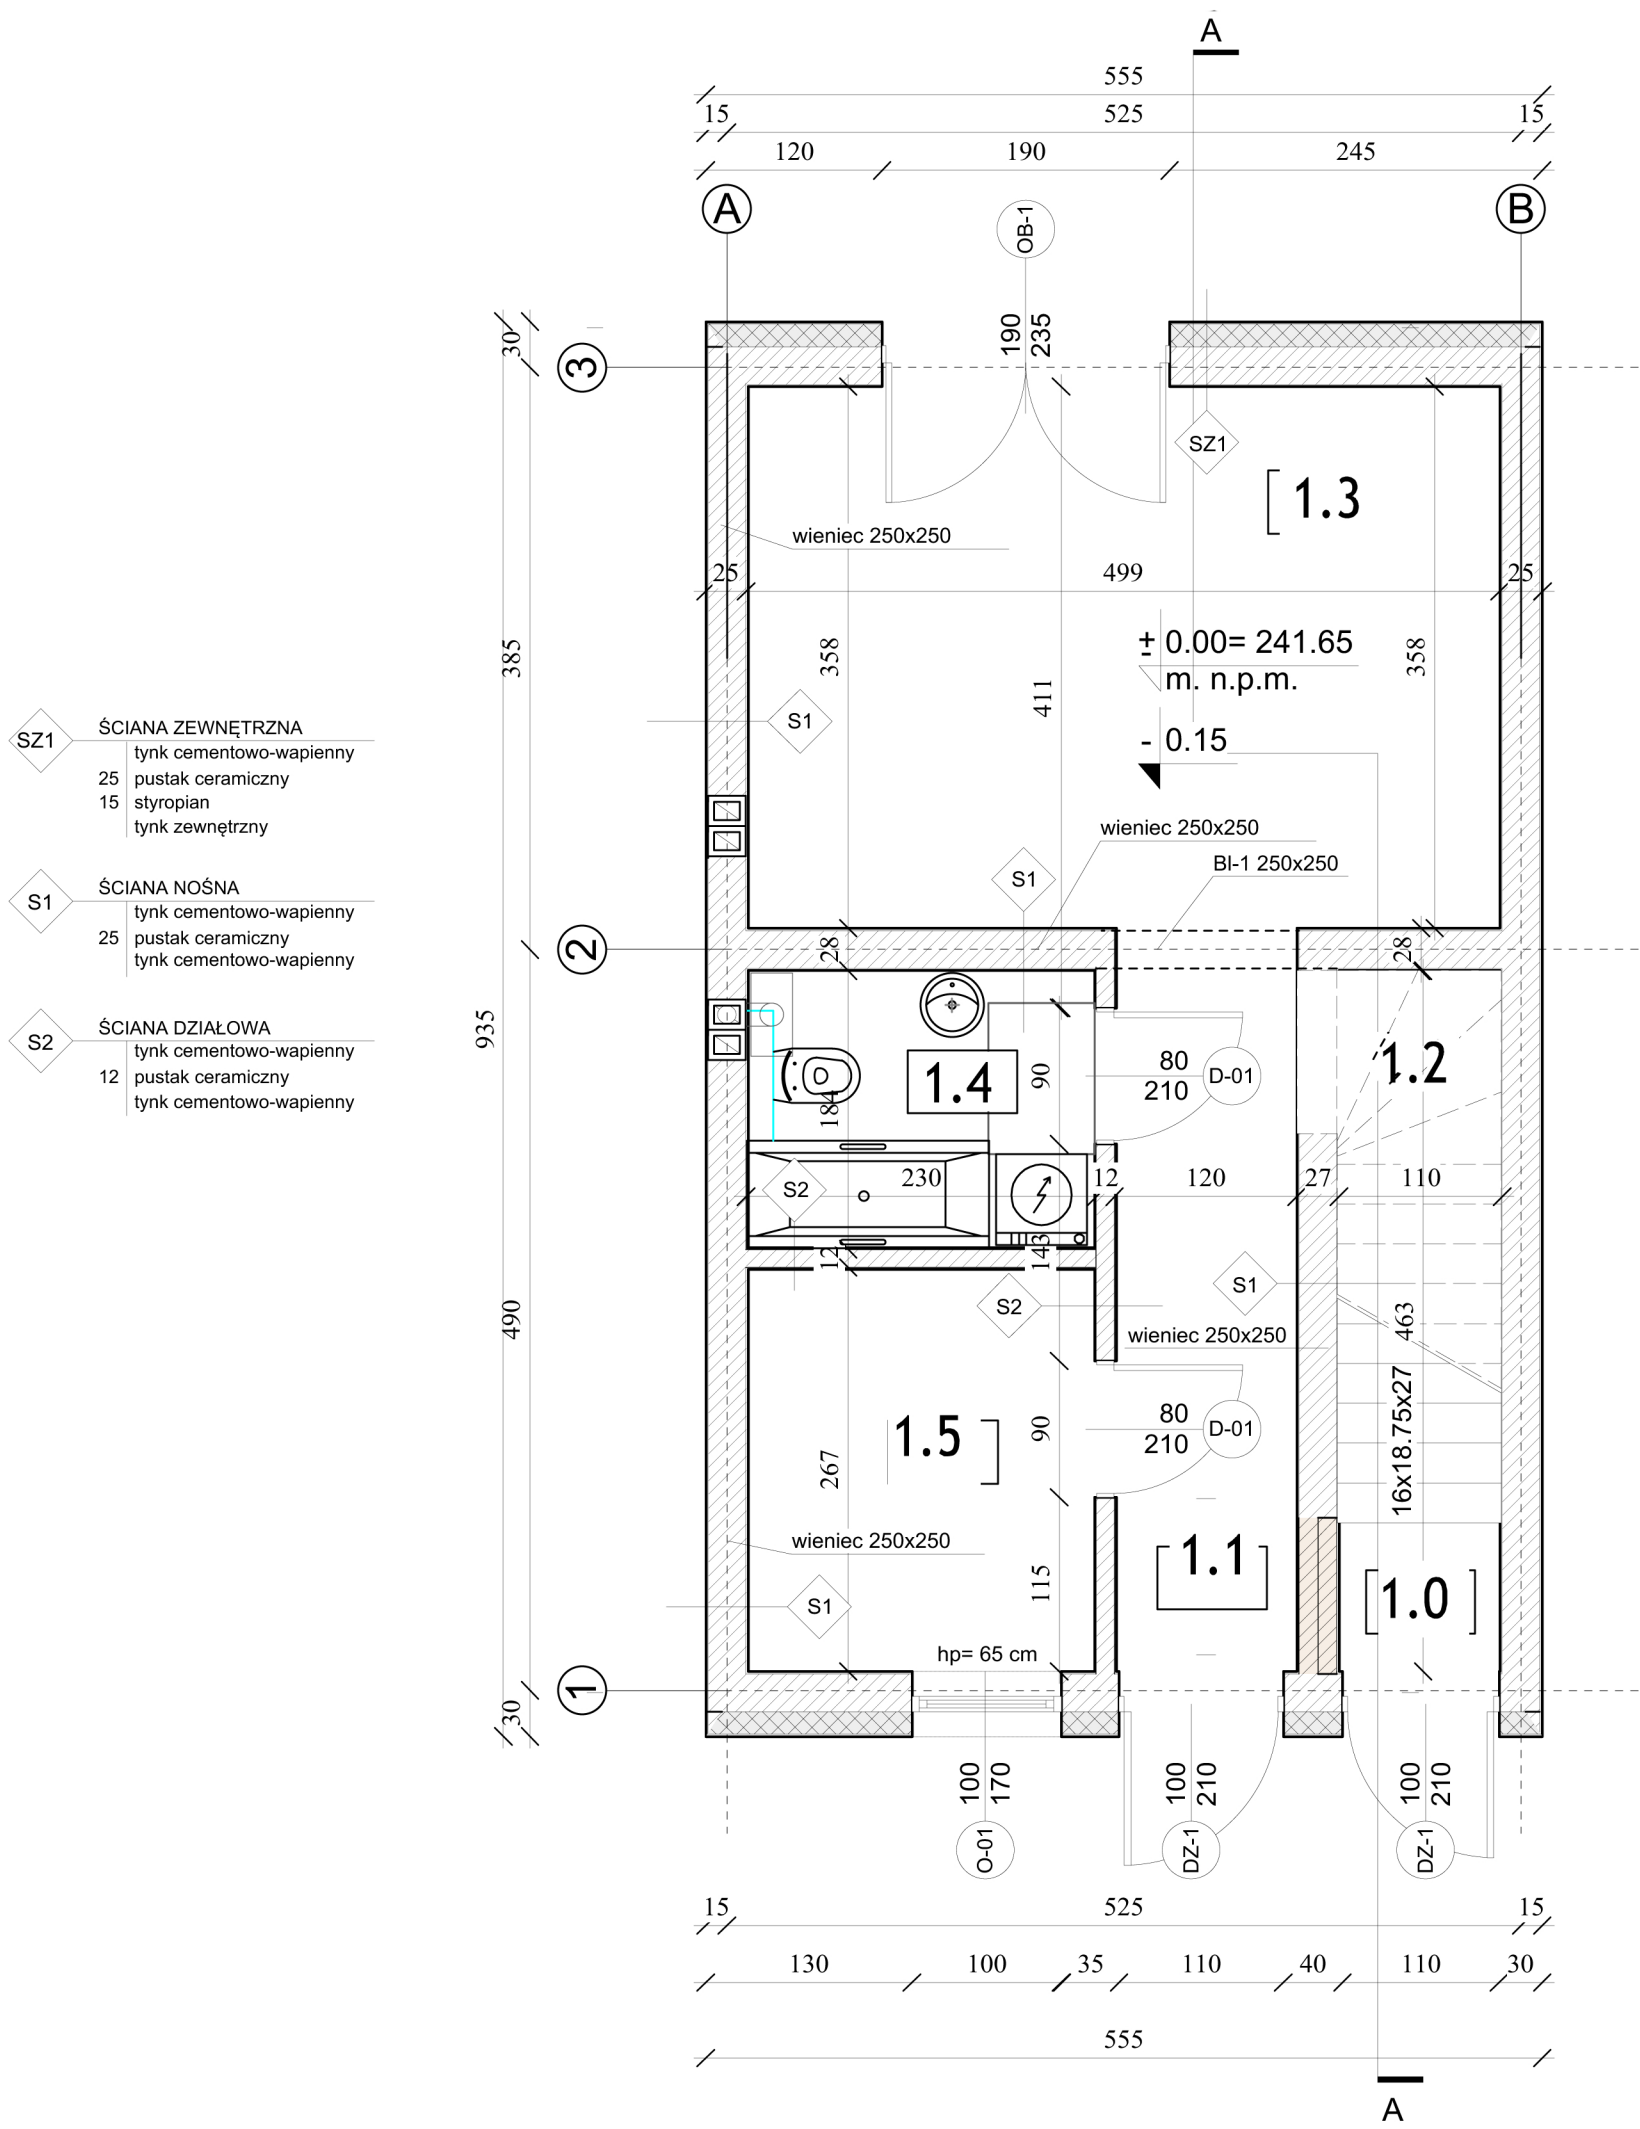 A
555
15
525
15
120
190
245
A
B
OB-1
190
235
30
3
SZ1
1.3
wieniec 250x250
25
499
25
385
358
411
358
± 0.00= 241.65
m. n.p.m.
- 0.15
S1
SZ1
ŚCIANA ZEWNĘTRZNA
tynk cementowo-wapienny
25 pustak ceramiczny
15 styropian
tynk zewnętrzny
wieniec 250x250
Bl-1 250x250
S1
S1
ŚCIANA NOŚNA
tynk cementowo-wapienny
25 pustak ceramiczny
tynk cementowo-wapienny
2
28
28
S2
ŚCIANA DZIAŁOWA
tynk cementowo-wapienny
12 pustak ceramiczny
tynk cementowo-wapienny
935
1.4
184
90
80
210
D-01
1.2
S2
230
12
120
27
110
12
143
S1
S2
490
463
wieniec 250x250
16x18.75x27
1.5
267
90
80
210
D-01
wieniec 250x250
1.1
115
1.0
S1
hp= 65 cm
1
30
100
170
O-01
100
210
DZ-1
100
210
DZ-1
15
525
15
130
100
35
110
40
110
30
555
A